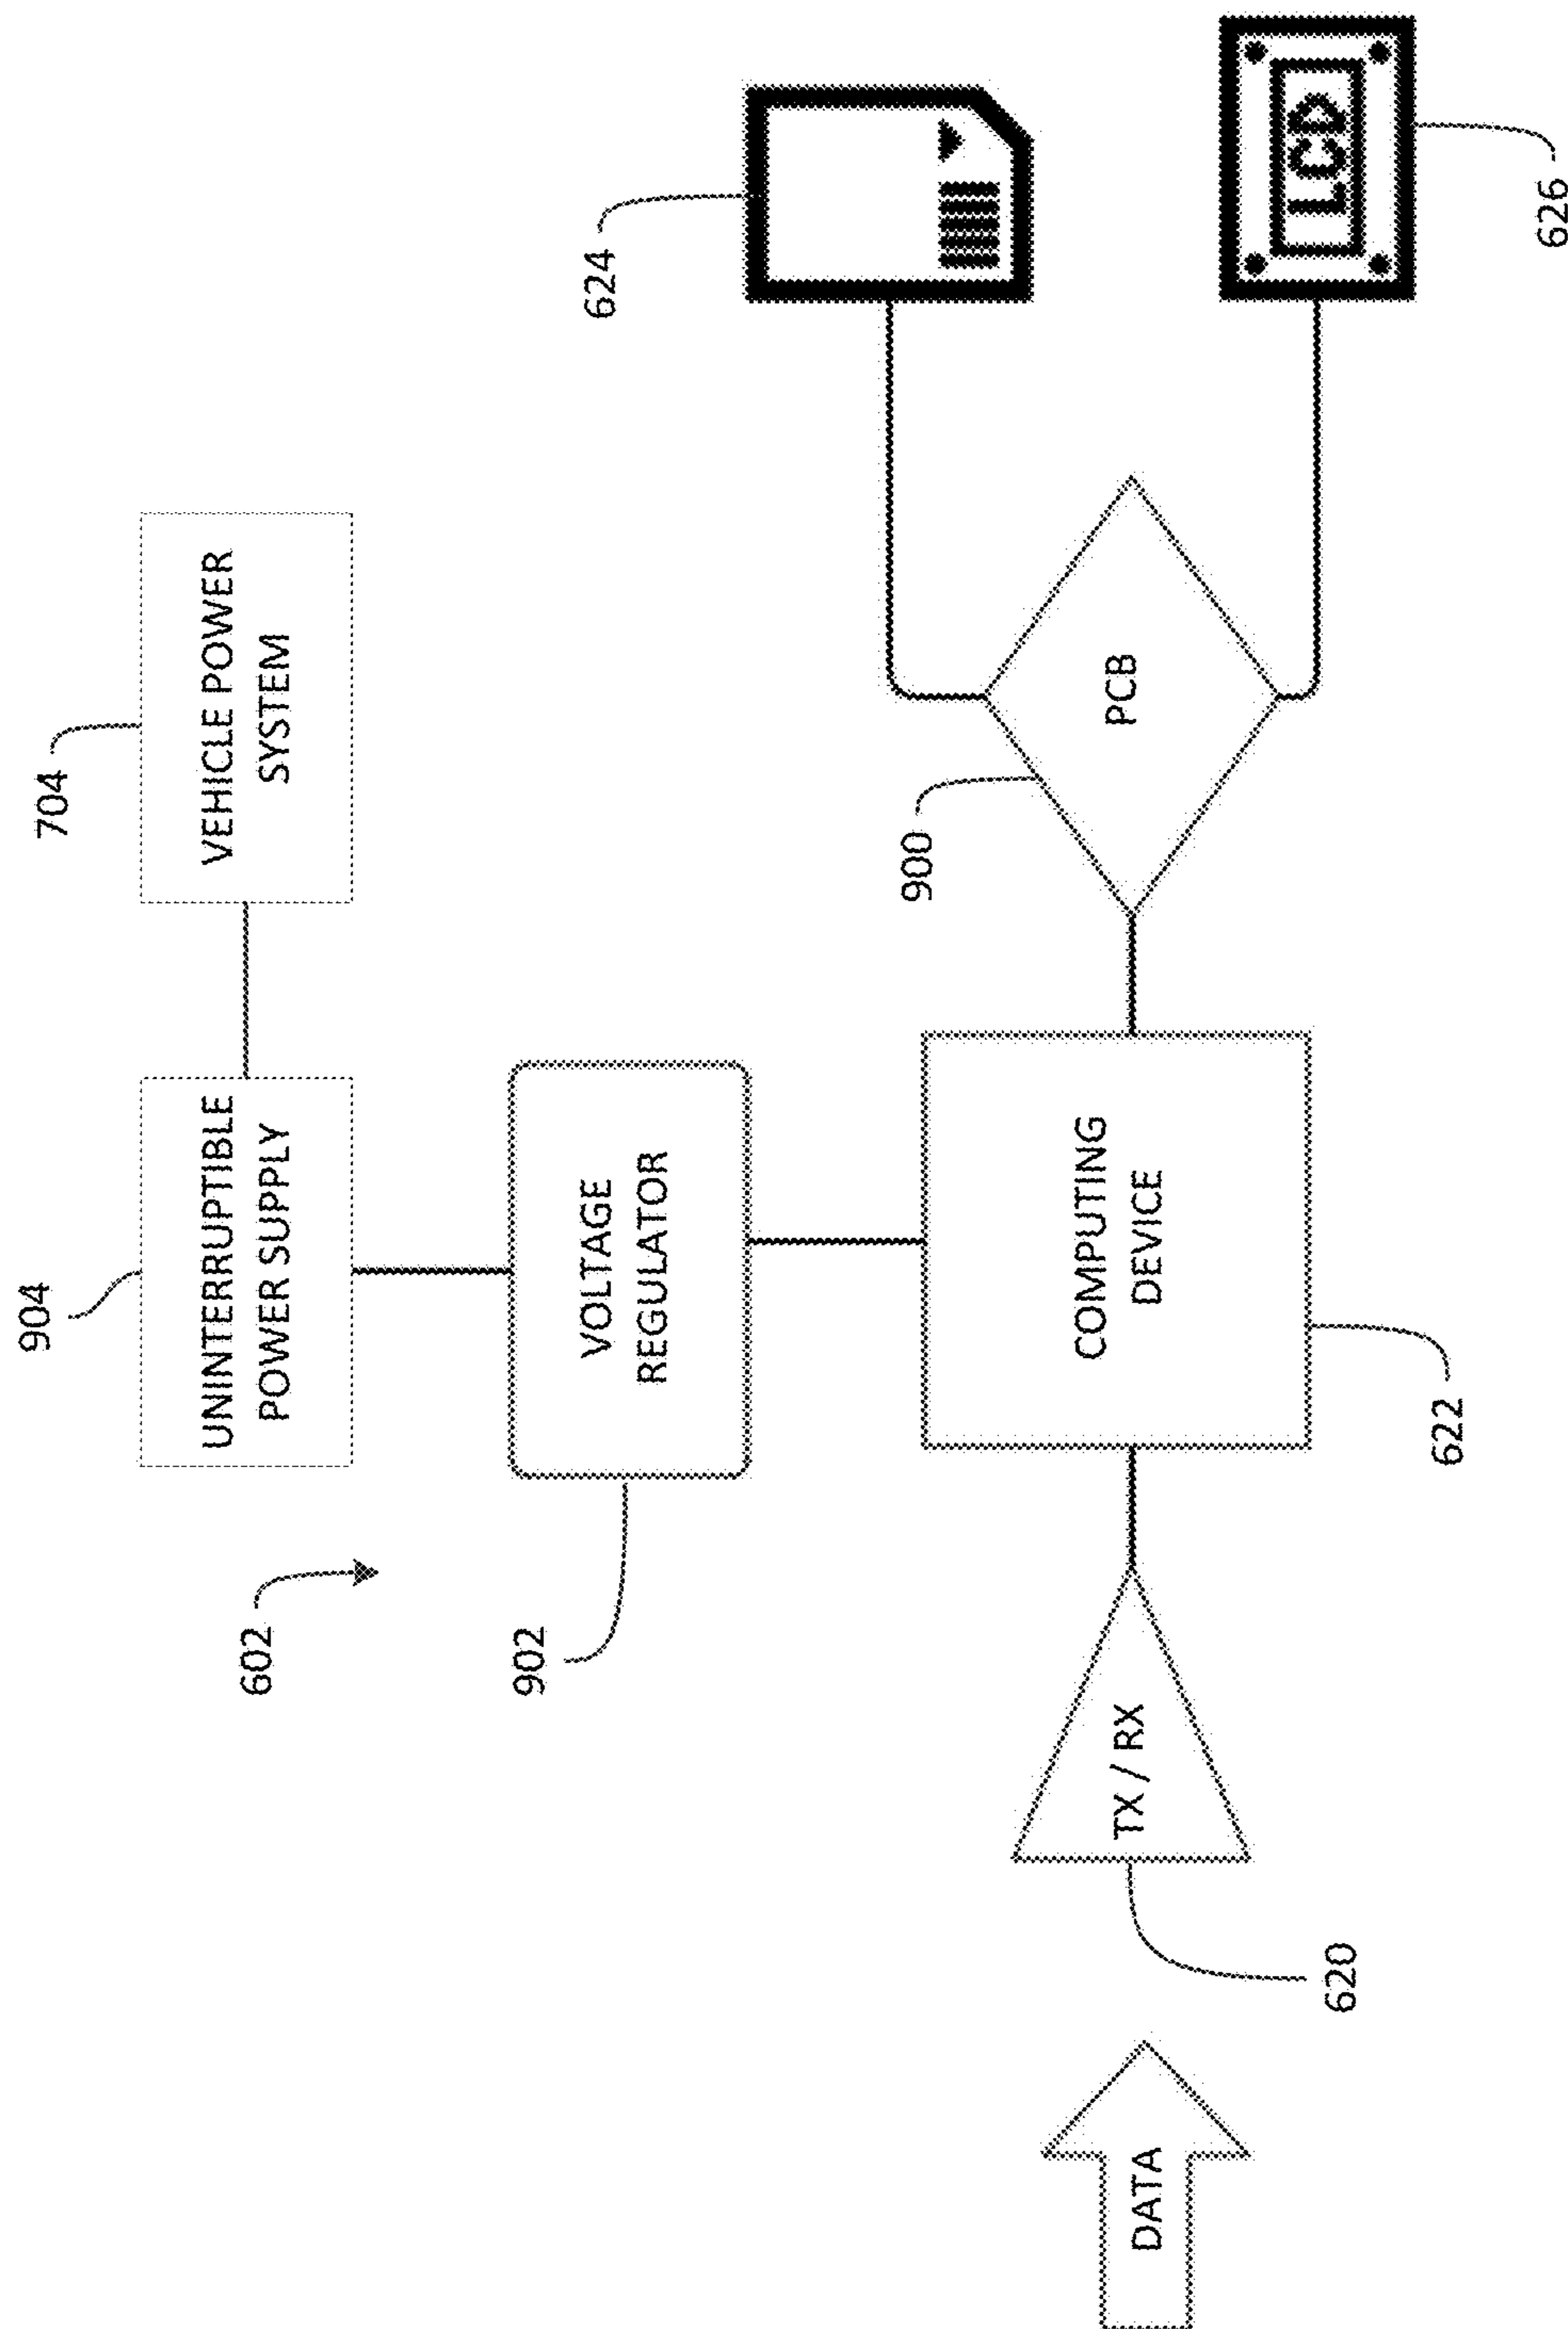 904
704
UNINTERRUPTIBLE
POWER SUPPLY
VEHICLE POWER
SYSTEM
602
902
VOLTAGE
REGULATOR
624
900
DATA
TX / RX
COMPUTING
DEVICE
PCB
LCD
620
622
626